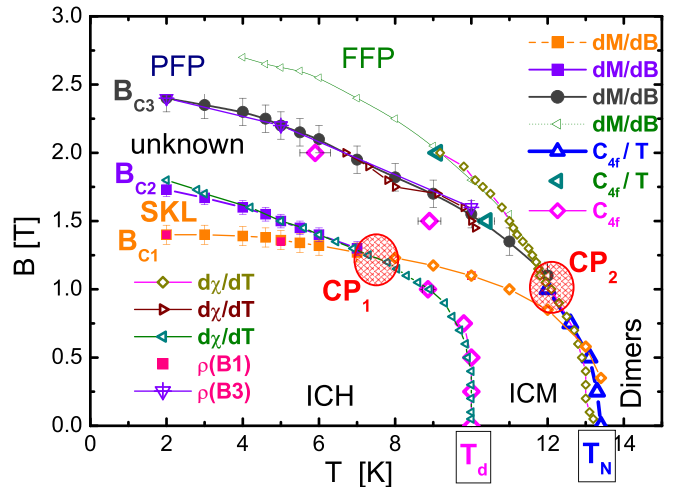 3.0
2.5
2.0
1.5
1.0
0.5
0.0
B [T]
0 2 4 6 8 10 12 14
T [K]
PFP
FFP
B_C3
unknown
B_C2
SKL
B_C1
CP_1
CP_2
ICH
ICM
Dimers
T_d
T_N
dM/dB
dM/dB
dM/dB
dM/dB
C_4f / T
C_4f / T
C_4f
dχ/dT
dχ/dT
dχ/dT
ρ(B1)
ρ(B3)